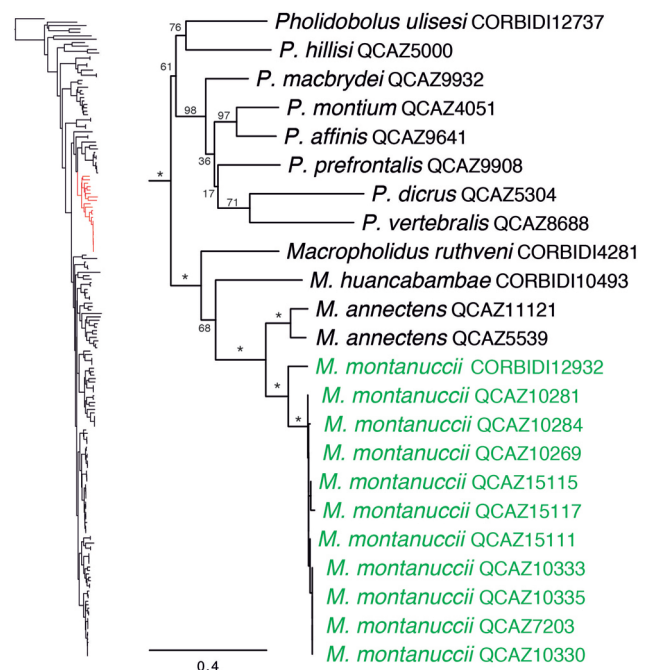 76
Pholidobolus ulisesi CORBIDI12737
P. hillisi QCAZ5000
61
P. macbrydei QCAZ9932
98
97
P. montium QCAZ4051
P. affinis QCAZ9641
36
P. prefrontalis QCAZ9908
*
17
71
P. dicrus QCAZ5304
P. vertebralis QCAZ8688
Macropholidus ruthveni CORBIDI4281
*
M. huancabambae CORBIDI10493
68
*
M. annectens QCAZ11121
M. annectens QCAZ5539
*
M. montanuccii CORBIDI12932
*
M. montanuccii QCAZ10281
*
M. montanuccii QCAZ10284
M. montanuccii QCAZ10269
M. montanuccii QCAZ15115
M. montanuccii QCAZ15117
M. montanuccii QCAZ15111
M. montanuccii QCAZ10333
M. montanuccii QCAZ10335
M. montanuccii QCAZ7203
M. montanuccii QCAZ10330
0.4